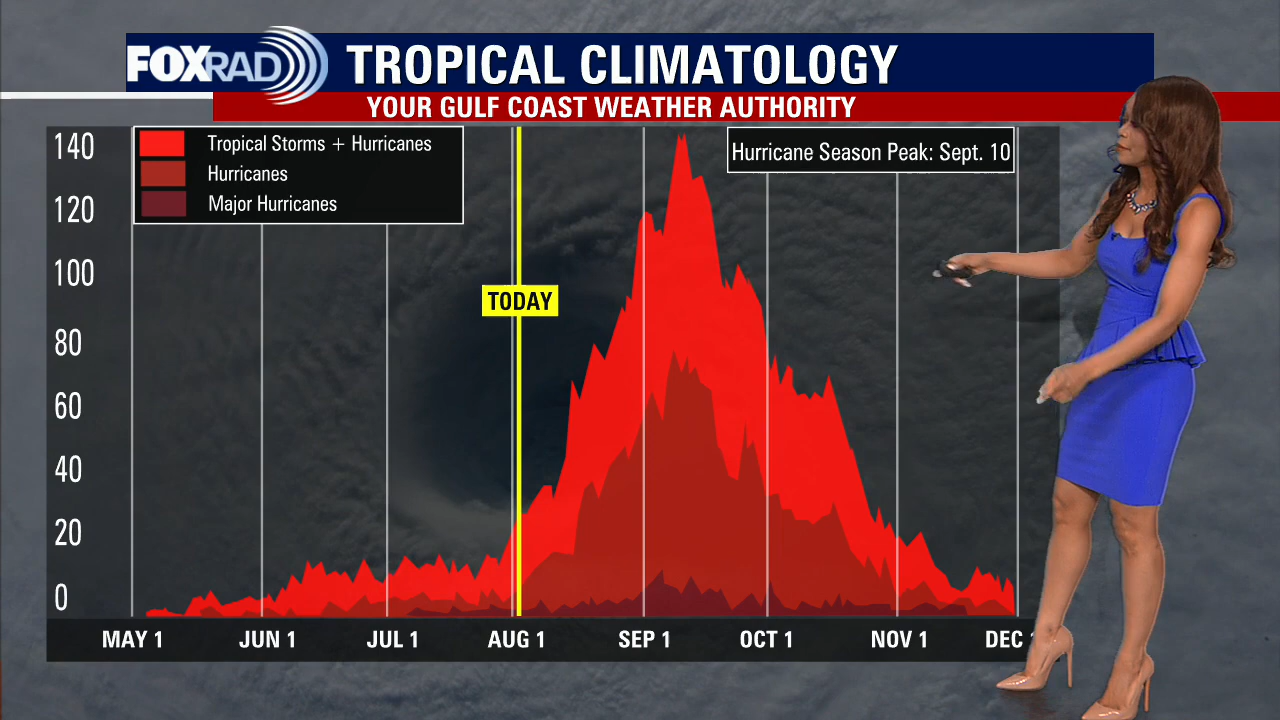 FOXRAD
TROPICAL CLIMATOLOGY
YOUR GULF COAST WEATHER AUTHORITY
Tropical Storms + Hurricanes
Hurricanes
Major Hurricanes
Hurricane Season Peak: Sept. 10
140
120
100
80
60
40
20
0
TODAY
MAY 1
JUN 1
JUL 1
AUG 1
SEP 1
OCT 1
NOV 1
DEC